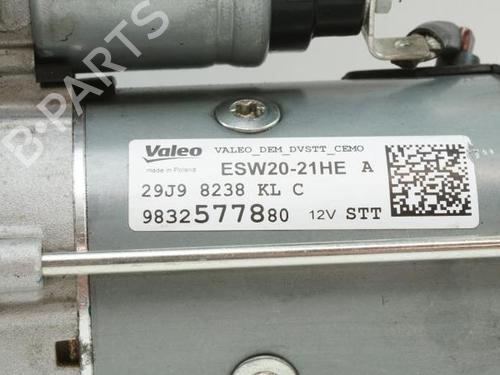 B-PARTS
Valeo VALEO_DEM_DVSTT_CEMO
made in Poland ESW20-21HE A
29J9 8238 KL C
9832577880 12V STT